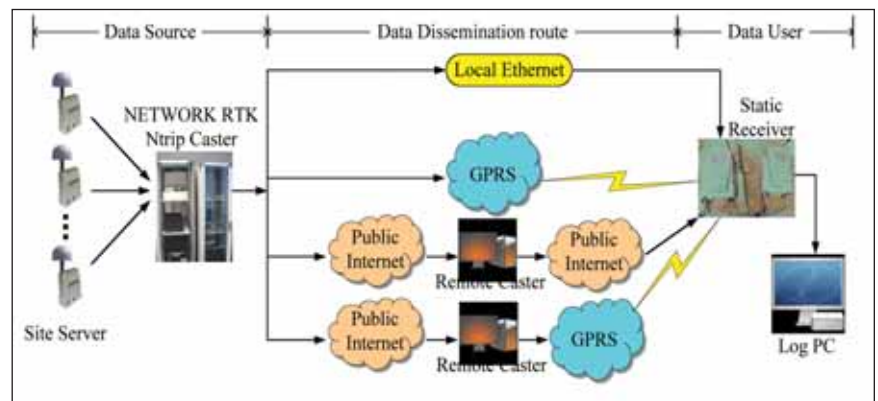 Data Source
Data Dissemination route
Data User
Local Ethernet
NETWORK RTK
Ntrip Caster
Static
Receiver
GPRS
Public
Internet
Remote Caster
Public
Internet
Public
Internet
Remote Caster
GPRS
Site Server
Log PC